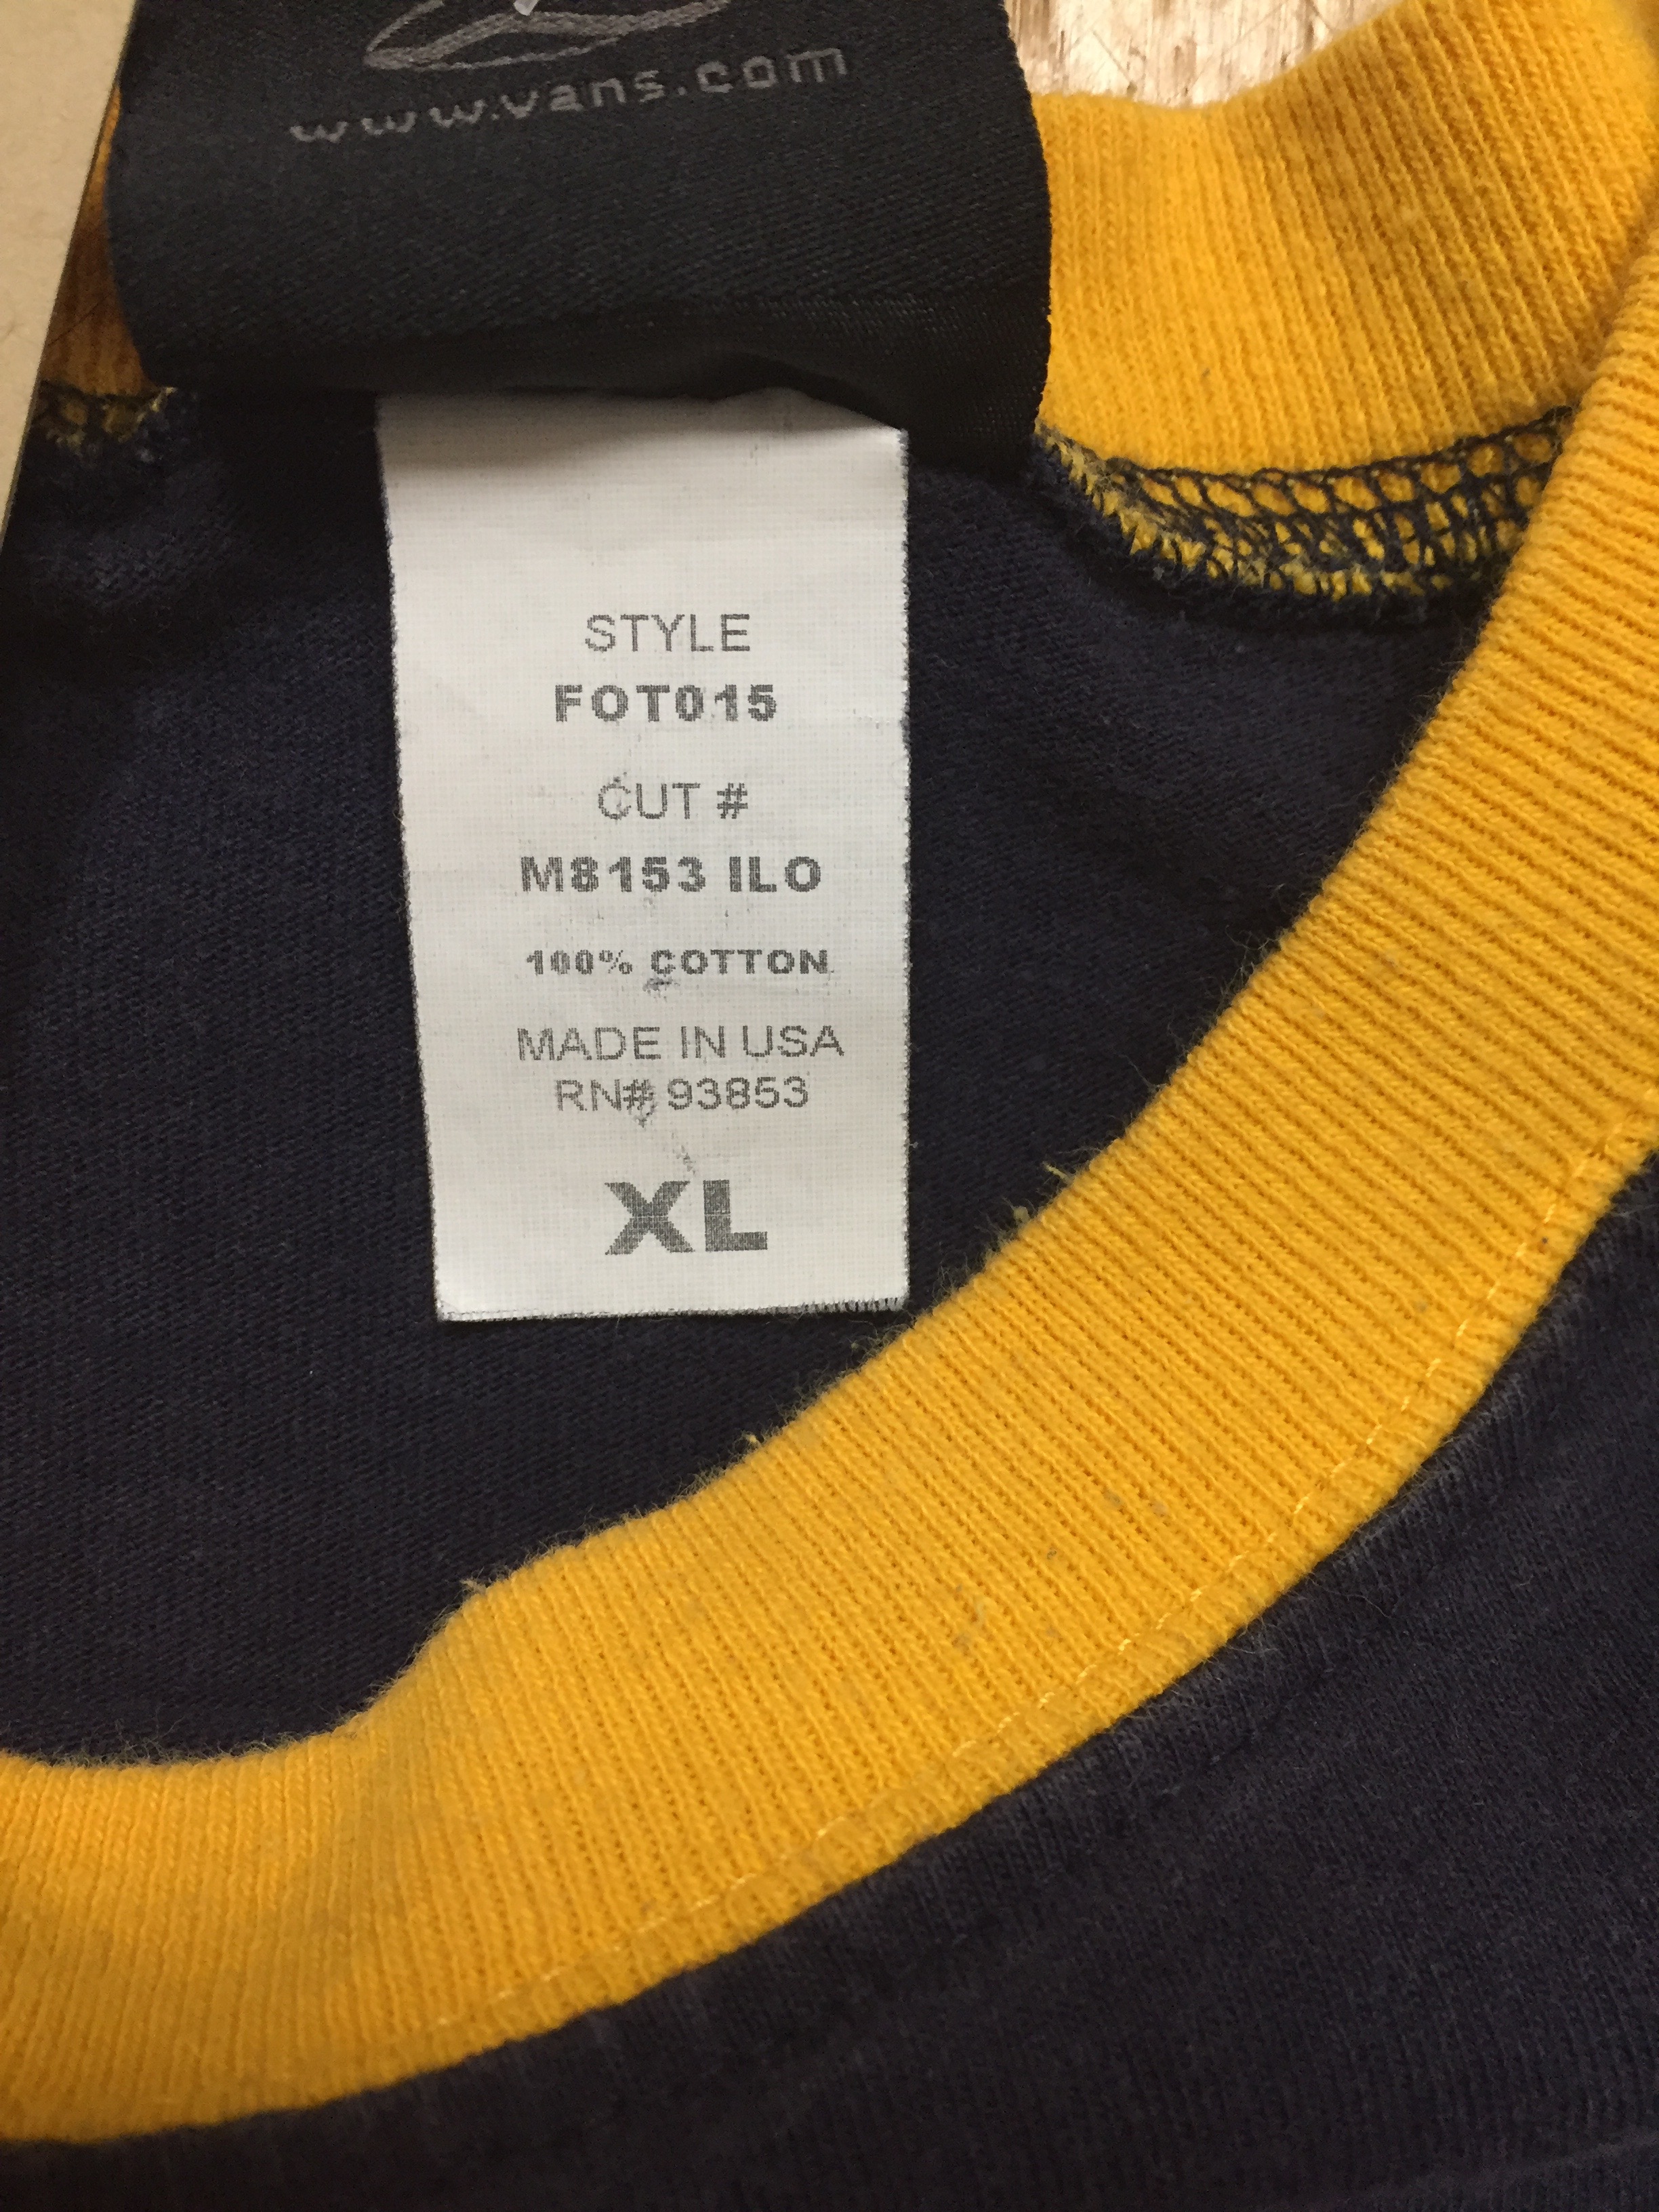 www.vans.com
STYLE
FOT015
CUT #
M8153 ILO
100% COTTON
MADE IN USA
RN# 93853
XL